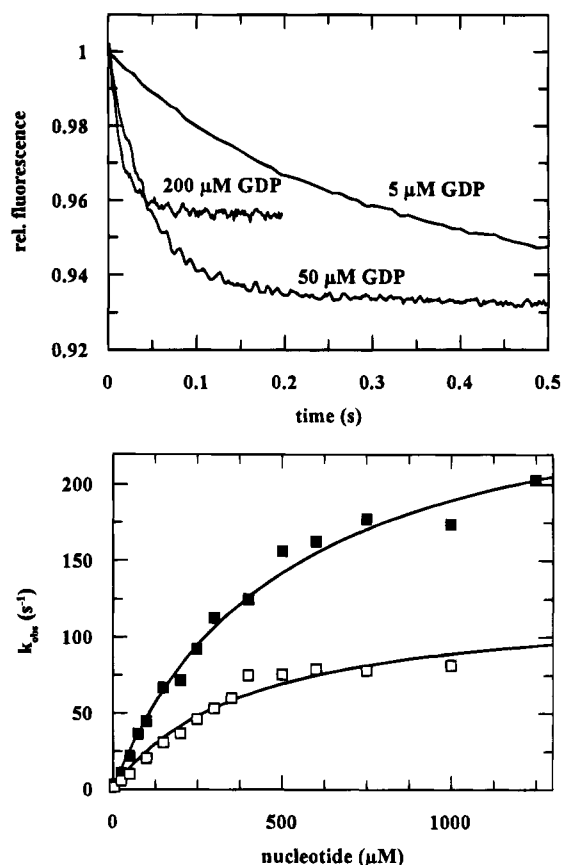 1
0.98
0.96
0.94
0.92
rel. fluorescence
200 μM GDP
5 μM GDP
50 μM GDP
0
0.1
0.2
0.3
0.4
0.5
time (s)
200
150
100
50
0
k_obs (s⁻¹)
0
500
1000
nucleotide (μM)